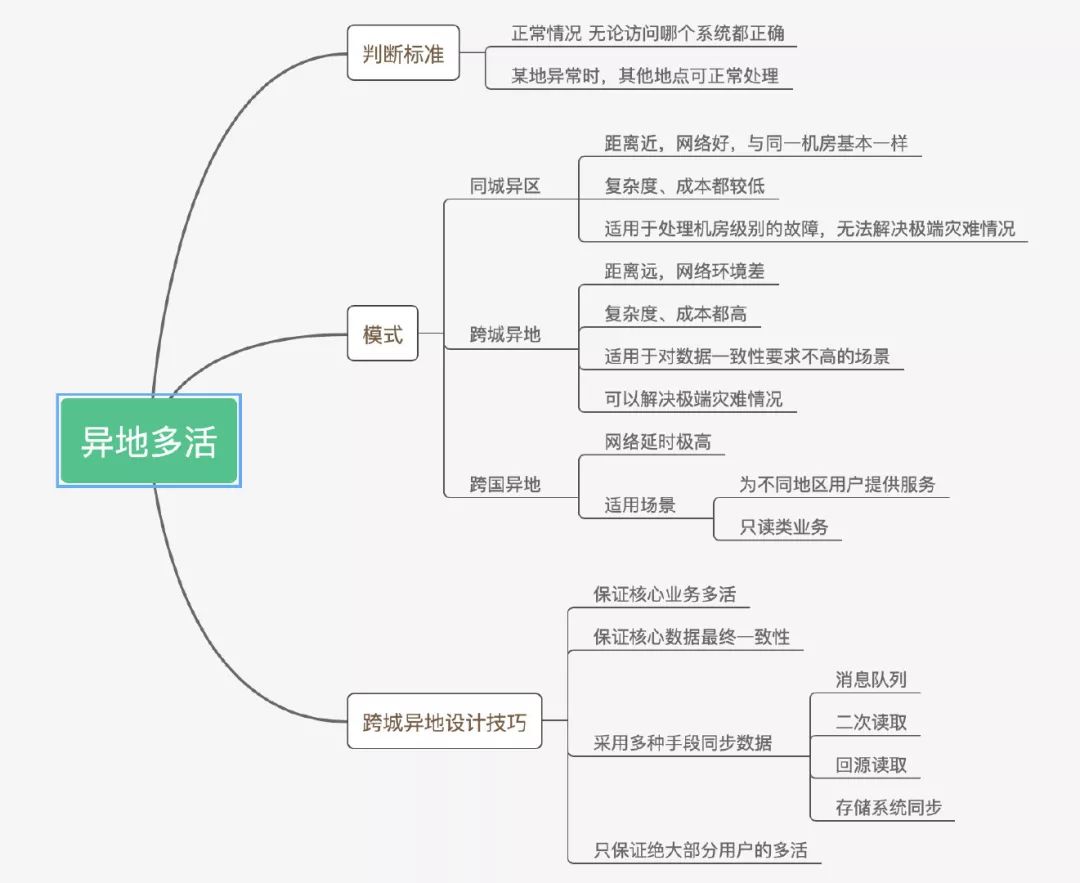 异地多活
判断标准
正常情况 无论访问哪个系统都正确
某地异常时，其他地点可正常处理
模式
同城异区
距离近，网络好，与同一机房基本一样
复杂度、成本都较低
适用于处理机房级别的故障，无法解决极端灾难情况
跨城异地
距离远，网络环境差
复杂度、成本都高
适用于对数据一致性要求不高的场景
可以解决极端灾难情况
跨国异地
网络延时极高
适用场景
为不同地区用户提供服务
只读类业务
跨城异地设计技巧
保证核心业务多活
保证核心数据最终一致性
采用多种手段同步数据
消息队列
二次读取
回源读取
存储系统同步
只保证绝大部分用户的多活